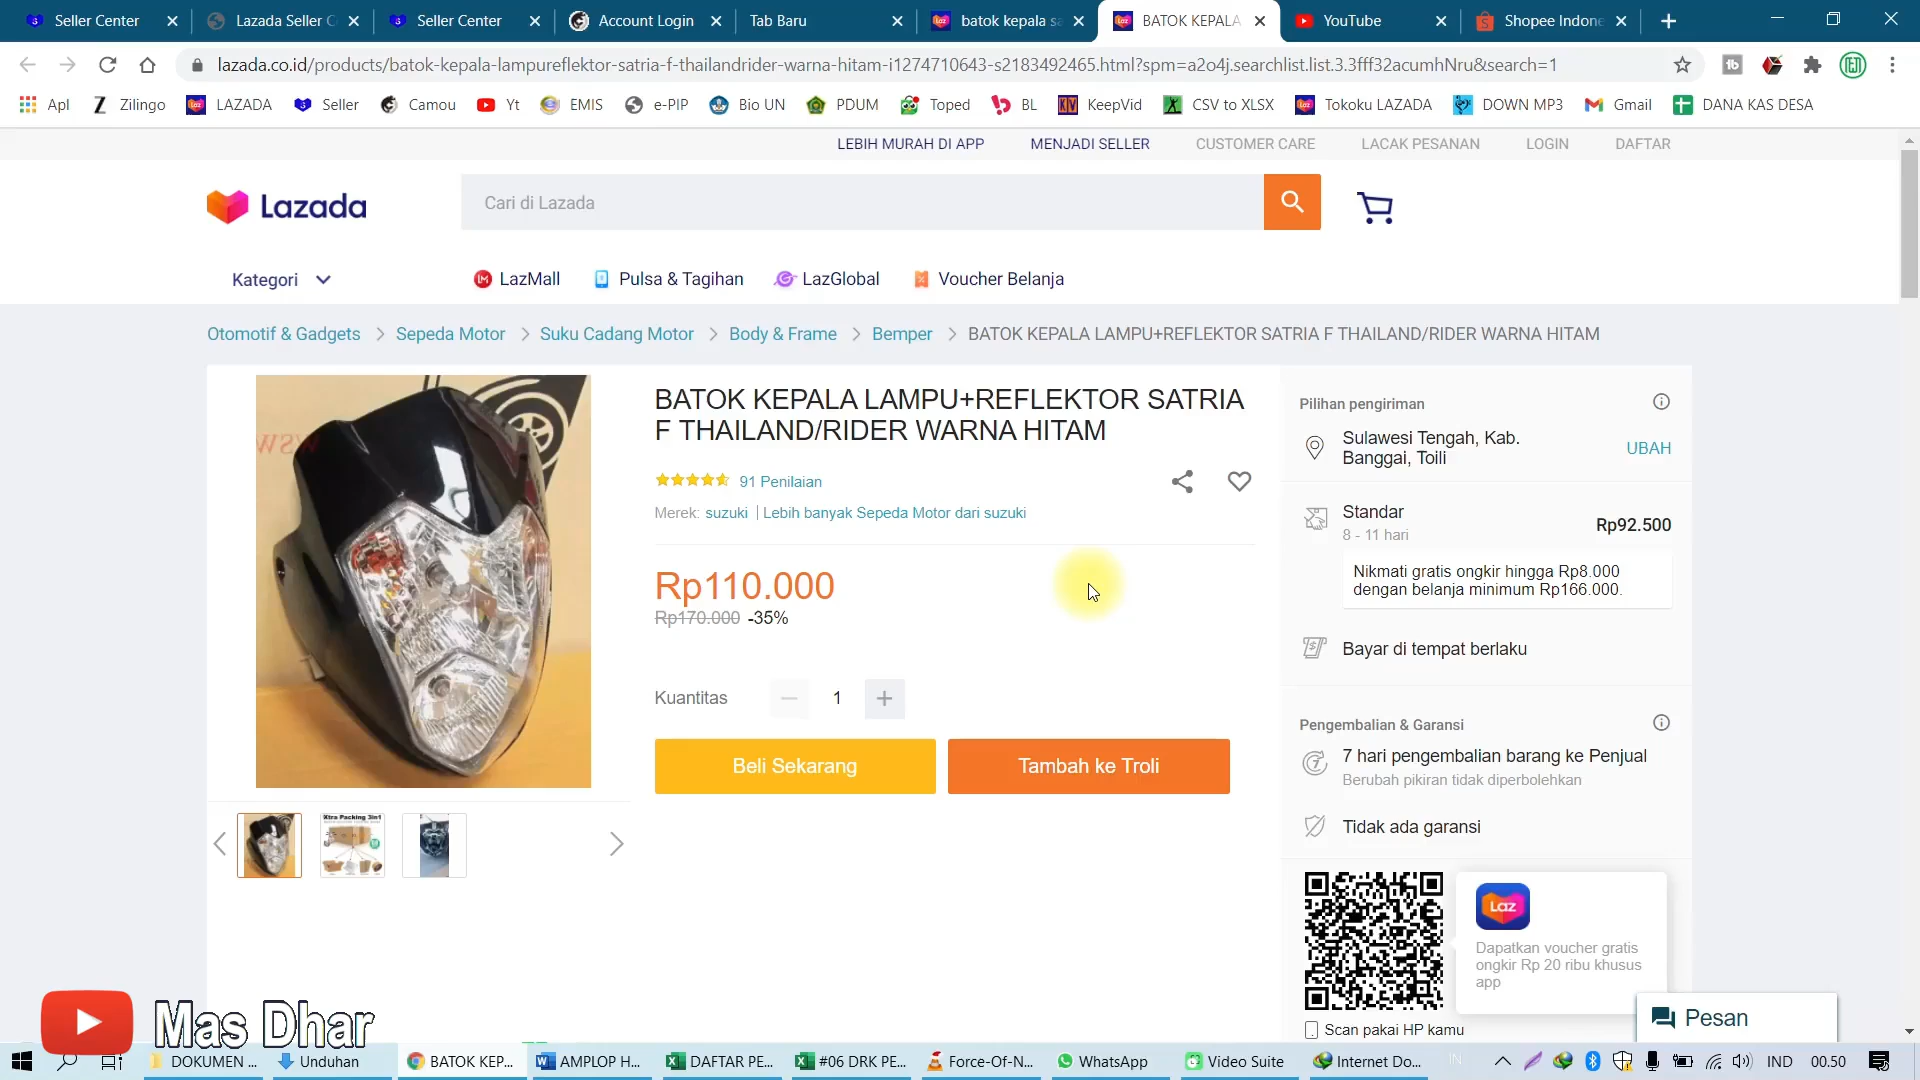 Seller Center
Lazada Seller C
Seller Center
Account Login
Tab Baru
batok kepala sa
BATOK KEPALA
YouTube
Shopee Indone
lazada.co.id/products/batok-kepala-lampureflektor-satria-f-thailandrider-warna-hitam-i1274710643-s2183492465.html?spm=a2o4j.searchlist.list.3.3fff32acumhNru&search=1
Apl
Zilingo
LAZADA
Seller
Camou
Yt
EMIS
e-PIP
Bio UN
PDUM
Toped
BL
KeepVid
CSV to XLSX
Tokoku LAZADA
DOWN MP3
Gmail
DANA KAS DESA
LEBIH MURAH DI APP
MENJADI SELLER
CUSTOMER CARE
LACAK PESANAN
LOGIN
DAFTAR
Lazada
Cari di Lazada
Kategori
LazMall
Pulsa & Tagihan
LazGlobal
Voucher Belanja
Otomotif & Gadgets
Sepeda Motor
Suku Cadang Motor
Body & Frame
Bemper
BATOK KEPALA LAMPU+REFLEKTOR SATRIA F THAILAND/RIDER WARNA HITAM
BATOK KEPALA LAMPU+REFLEKTOR SATRIA
F THAILAND/RIDER WARNA HITAM
91 Penilaian
Merek: suzuki | Lebih banyak Sepeda Motor dari suzuki
Rp110.000
Rp170.000 -35%
Kuantitas
1
Beli Sekarang
Tambah ke Troli
Xtra Packing 3in1
Pilihan pengiriman
Sulawesi Tengah, Kab.
Banggai, Toili
UBAH
Standar
8 - 11 hari
Rp92.500
Nikmati gratis ongkir hingga Rp8.000
dengan belanja minimum Rp166.000.
Bayar di tempat berlaku
Pengembalian & Garansi
7 hari pengembalian barang ke Penjual
Berubah pikiran tidak diperbolehkan
Tidak ada garansi
Laz
Dapatkan voucher gratis
ongkir Rp 20 ribu khusus
app
Scan pakai HP kamu
Pesan
Mas Dhar
DOKUMEN ...
Unduhan
BATOK KEP...
AMPLOP H...
DAFTAR PE...
#06 DRK PE...
Force-Of-N...
WhatsApp
Video Suite
Internet Do...
IND
00.50